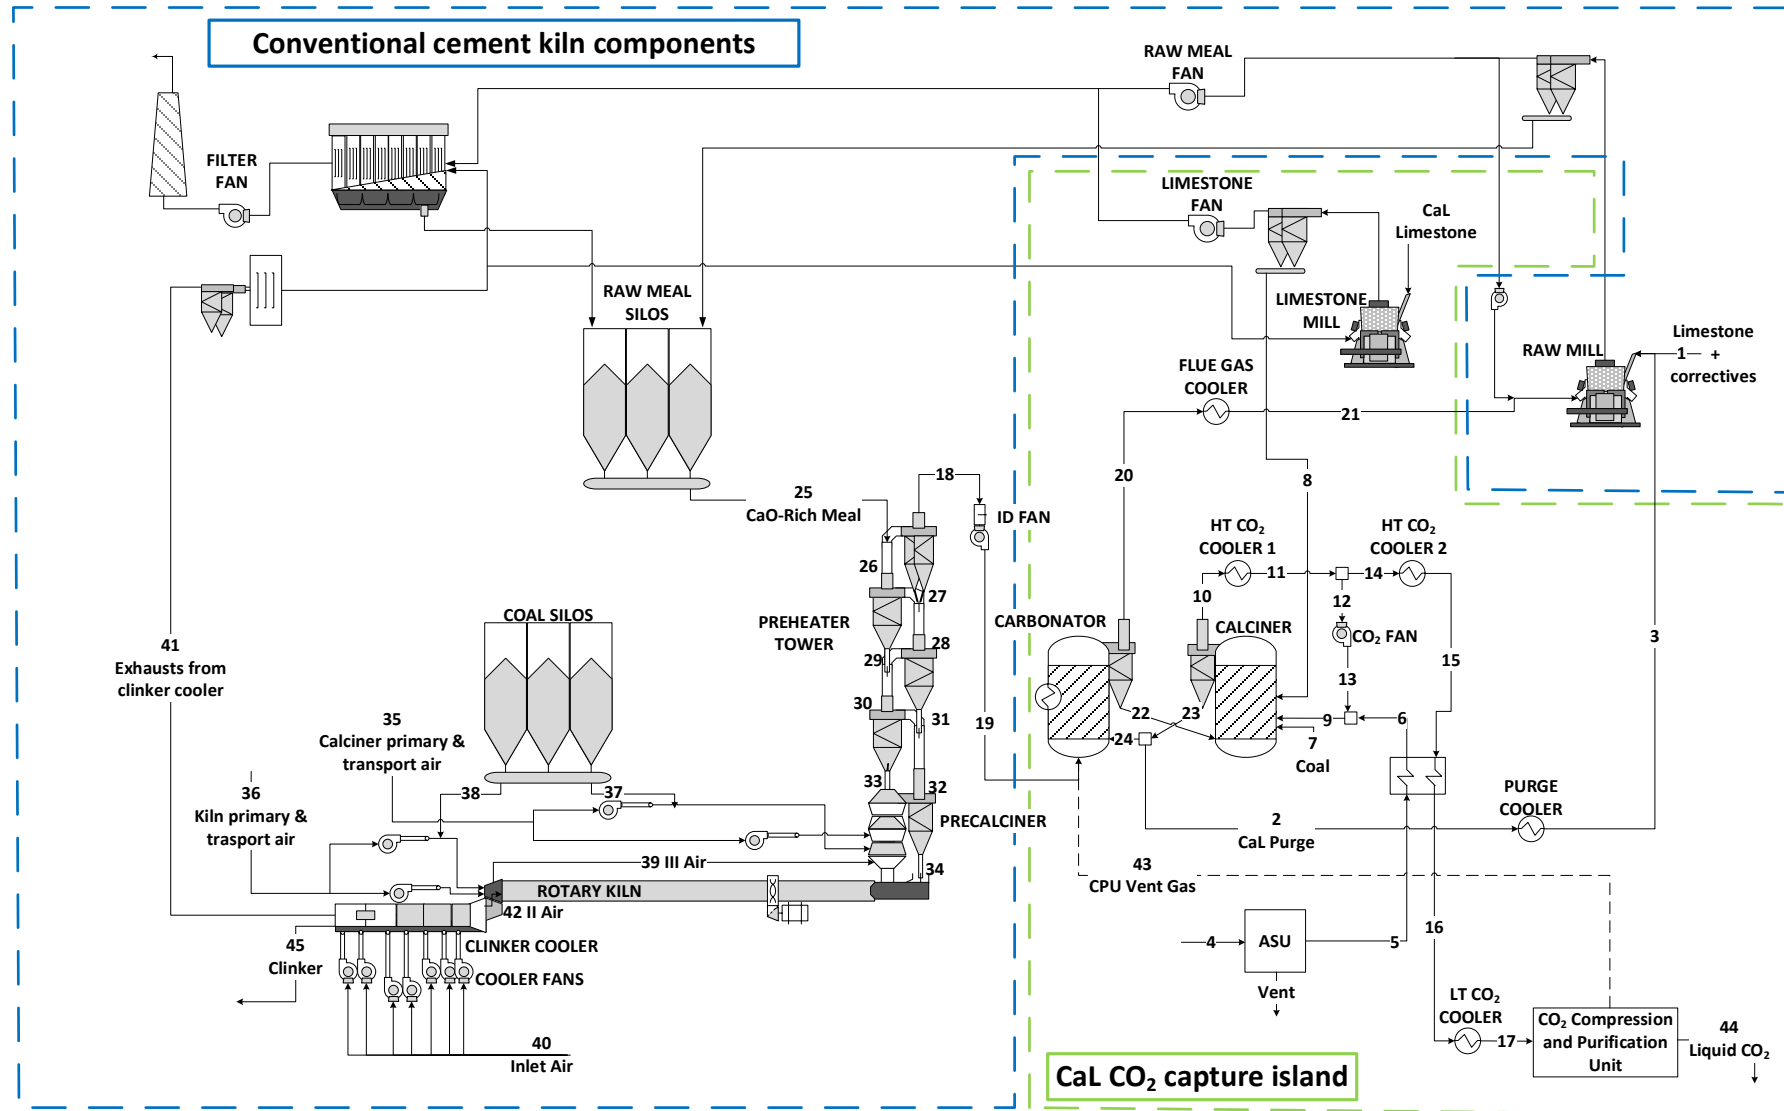 Conventional cement kiln components
RAW MEAL
FAN
FILTER
FAN
LIMESTONE
FAN
CaL
Limestone
RAW MEAL
SILOS
LIMESTONE
MILL
RAW MILL
Limestone
1 +
correctives
FLUE GAS
COOLER
21
20
8
18
25
CaO-Rich Meal
ID FAN
HT CO₂
COOLER 1
HT CO₂
COOLER 2
26
27
11
14
10
12
COAL SILOS
PREHEATER
TOWER
28
CARBONATOR
CALCINER
CO₂ FAN
3
41
Exhausts from
clinker cooler
29
15
13
30
31
19
22
23
9
6
35
Calciner primary &
transport air
24
7
Coal
33
32
38
37
36
Kiln primary &
trasport air
PRECALCINER
PURGE
COOLER
2
CaL Purge
39 III Air
34
43
CPU Vent Gas
ROTARY KILN
42 II Air
45
Clinker
CLINKER COOLER
COOLER FANS
4
ASU
5
16
Vent
LT CO₂
COOLER
17
CO₂ Compression
and Purification
Unit
44
Liquid CO₂
40
Inlet Air
CaL CO₂ capture island